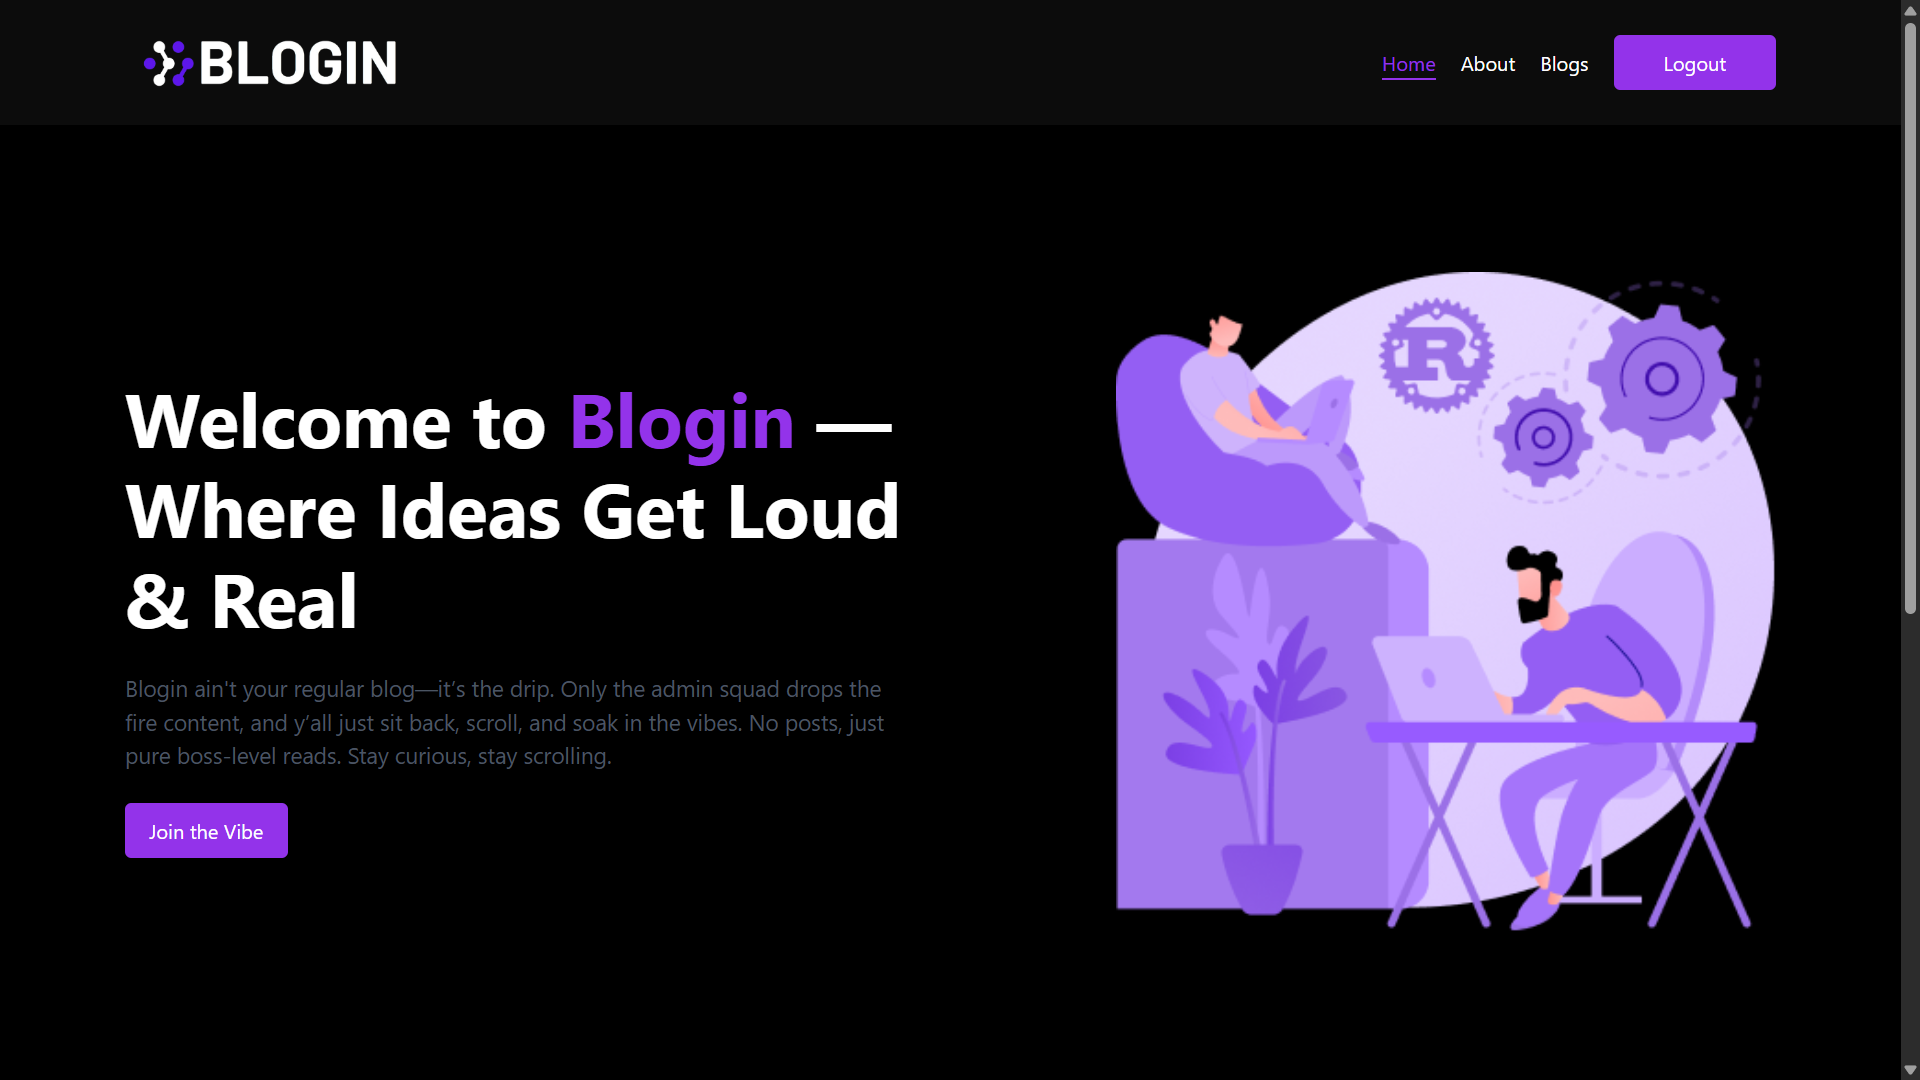 BLOGIN
Home About Blogs Logout
R
Welcome to Blogin —
Where Ideas Get Loud
& Real
Blogin ain't your regular blog—it’s the drip. Only the admin squad drops the
fire content, and y’all just sit back, scroll, and soak in the vibes. No posts, just
pure boss-level reads. Stay curious, stay scrolling.
Join the Vibe